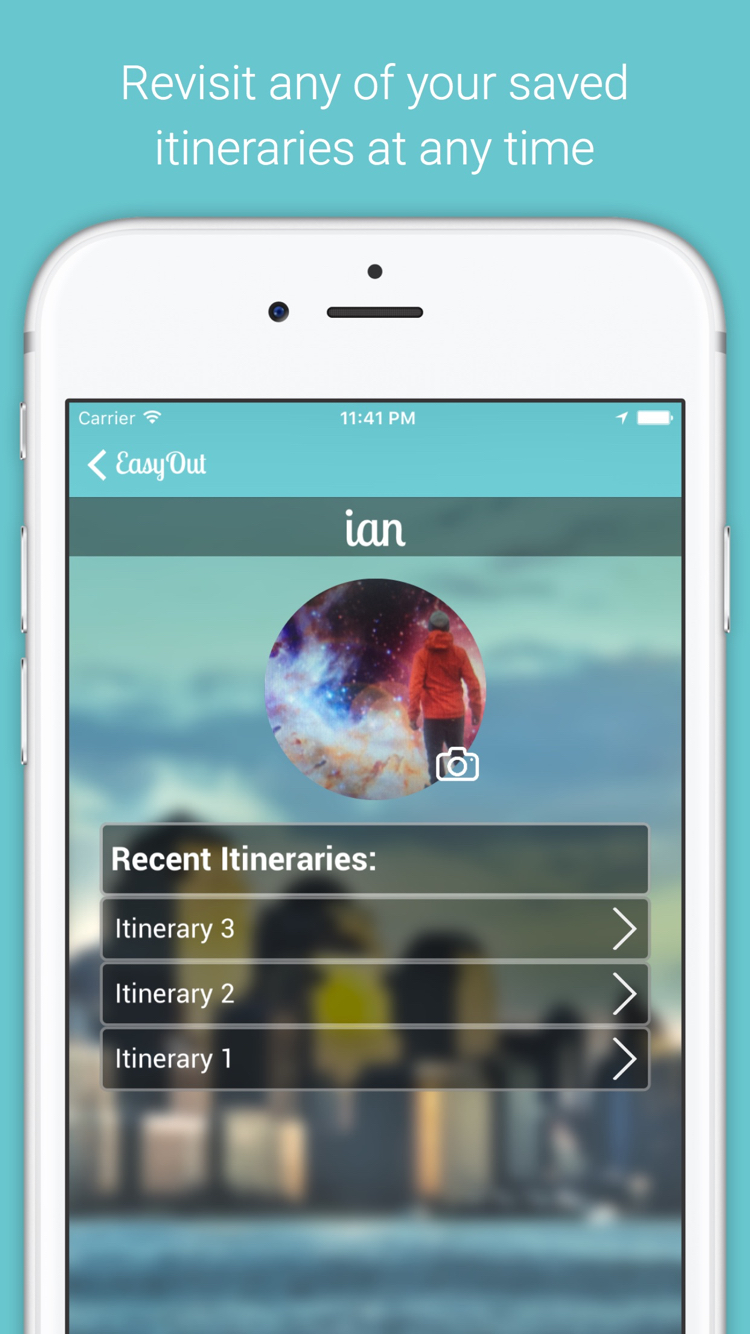 Revisit any of your saved
itineraries at any time
Carrier 11:41 PM
EasyOut
ian
Recent Itineraries:
Itinerary 3
Itinerary 2
Itinerary 1